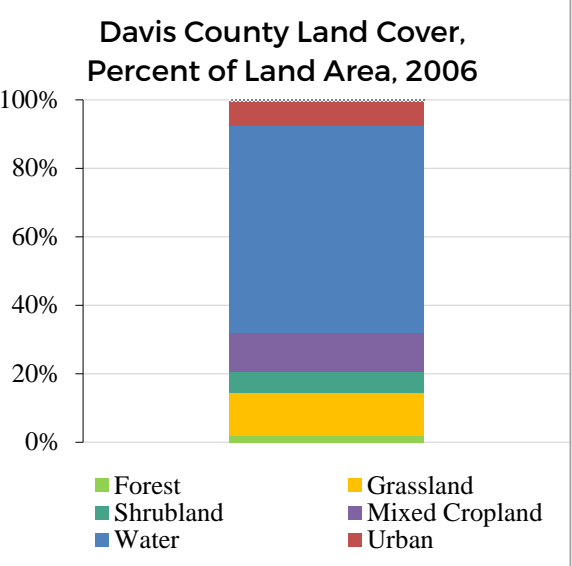 Davis County Land Cover,
Percent of Land Area, 2006
100%
80%
60%
40%
20%
0%
Forest
Grassland
Shrubland
Mixed Cropland
Water
Urban